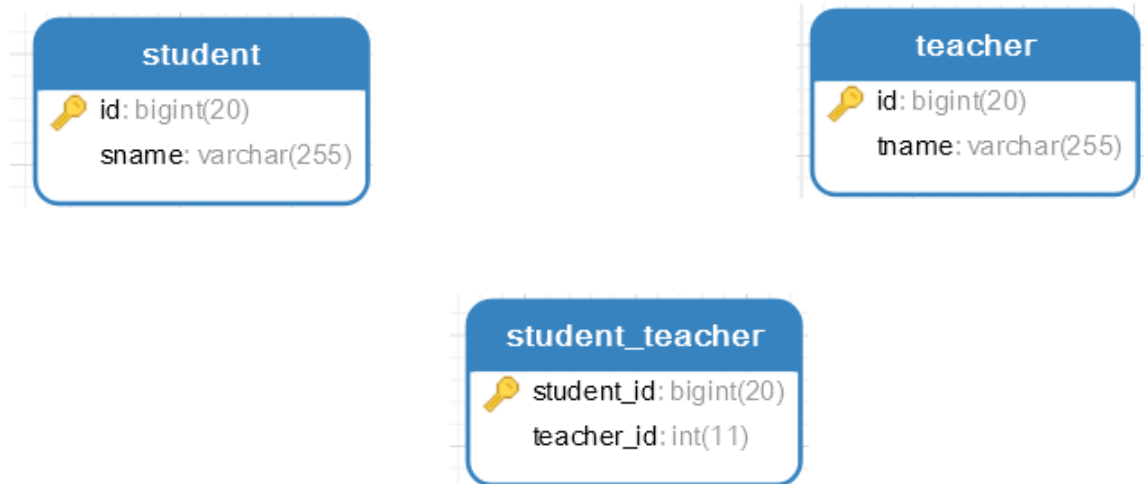 student
id: bigint(20)
sname: varchar(255)
teacher
id: bigint(20)
tname: varchar(255)
student_teacher
student_id: bigint(20)
teacher_id: int(11)